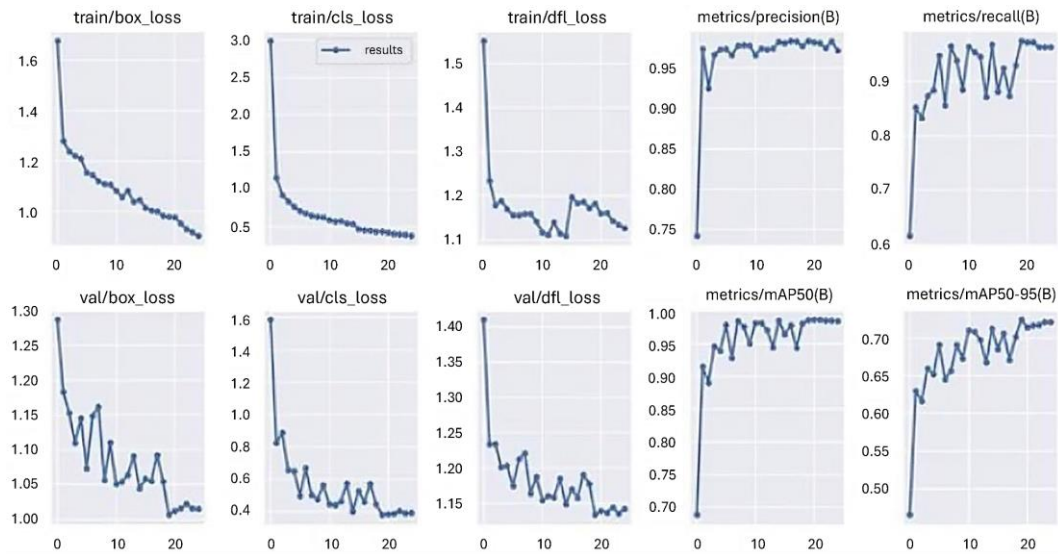 train/box_loss
train/cls_loss
train/dfl_loss
metrics/precision(B)
metrics/recall(B)
1.6
1.4
1.2
1.0
0 10 20
3.0
2.5
2.0
1.5
1.0
0.5
results
0 10 20
1.5
1.4
1.3
1.2
1.1
0 10 20
0.95
0.90
0.85
0.80
0.75
0 10 20
0.9
0.8
0.7
0.6
0 10 20
val/box_loss
val/cls_loss
val/dfl_loss
metrics/mAP50(B)
metrics/mAP50-95(B)
1.30
1.25
1.20
1.15
1.10
1.05
1.00
0 10 20
1.6
1.4
1.2
1.0
0.8
0.6
0.4
0 10 20
1.40
1.35
1.30
1.25
1.20
1.15
0 10 20
1.00
0.95
0.90
0.85
0.80
0.75
0.70
0 10 20
0.70
0.65
0.60
0.55
0.50
0 10 20